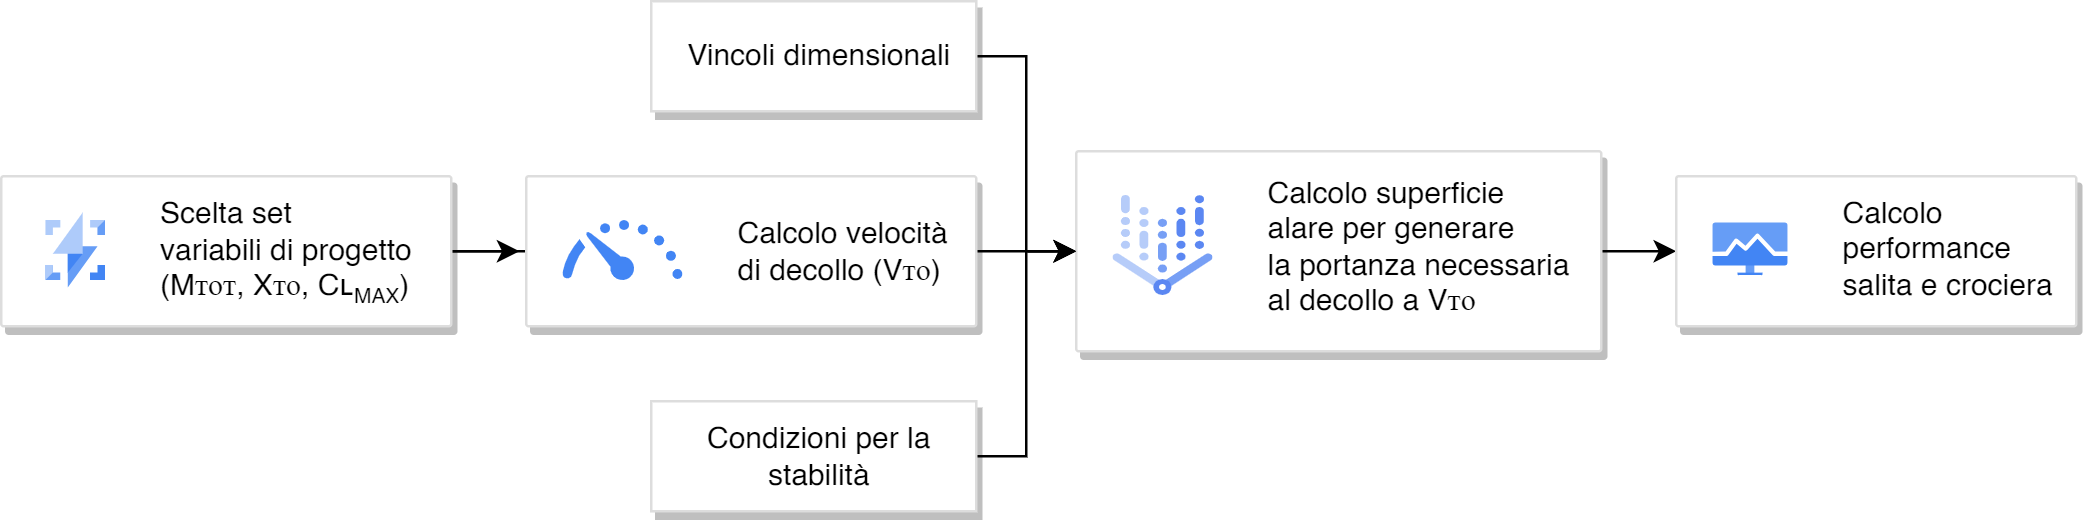 Vincoli dimensionali
Scelta set
variabili di progetto
(MTOT, XTO, CLMAX)
Calcolo velocità
di decollo (VTO)
Condizioni per la
stabilità
Calcolo superficie
alare per generare
la portanza necessaria
al decollo a VTO
Calcolo
performance
salita e crociera